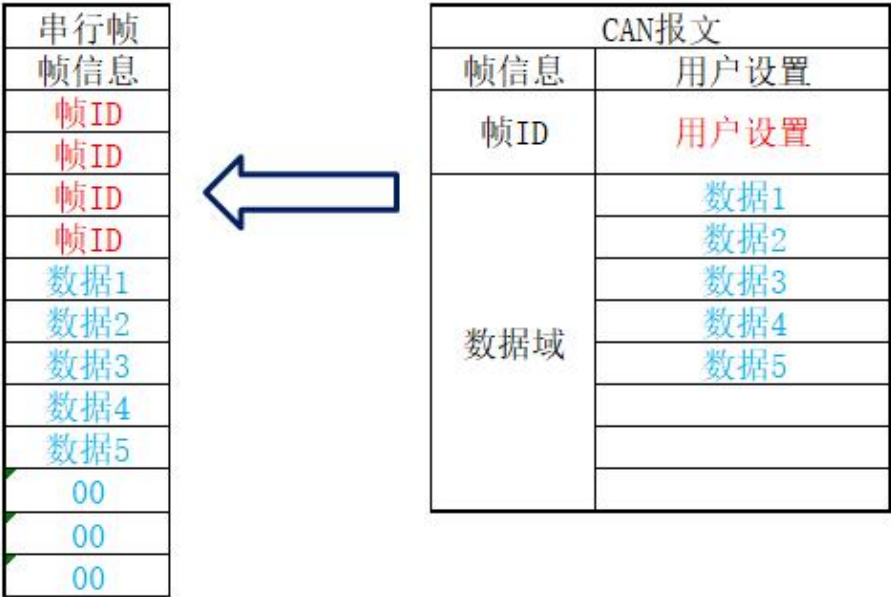 串行帧
帧信息
帧ID
帧ID
帧ID
帧ID
数据1
数据2
数据3
数据4
数据5
00
00
00
CAN报文
帧信息 用户设置
帧ID 用户设置
数据域
数据1
数据2
数据3
数据4
数据5